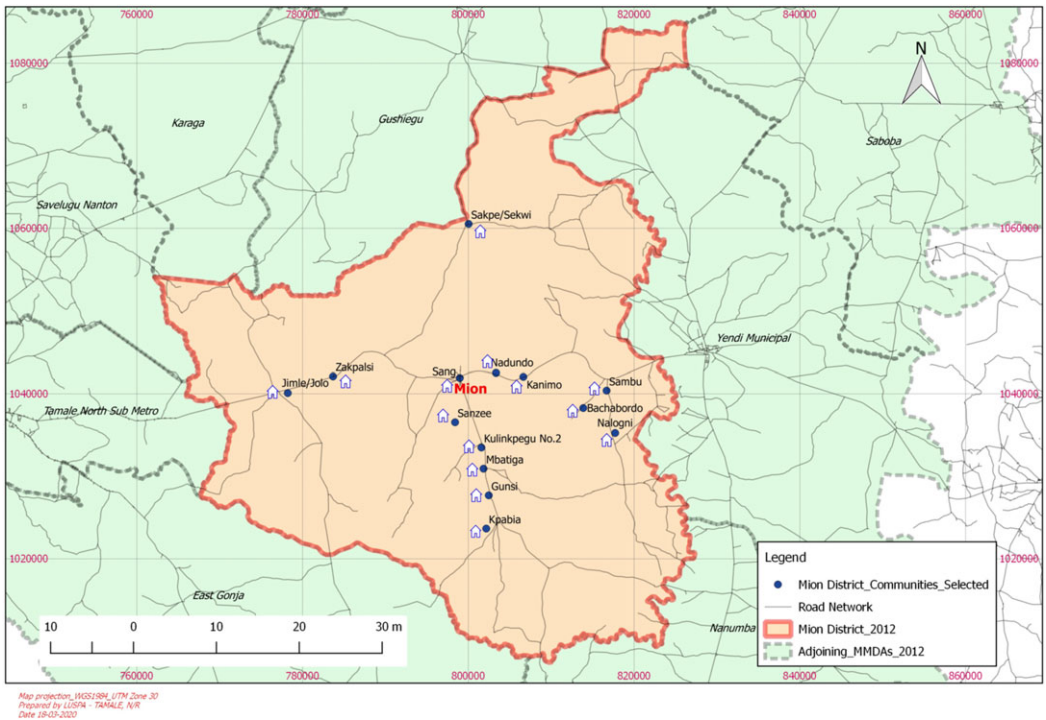 760000 780000 800000 820000 840000 860000
1080000 1080000
N
Karaga
Gushiegu
Saboba
Savelugu Nanton
Sakpe/Sekwi
1060000 1060000
Yendi Municipal
Zakpalsi
Nadundo
Sang
Jimle/Jolo
Kanimo
Sambu
Mion
1040000 1040000
Tamale North Sub Metro
Bachabordo
Sanzee
Nalogni
Kulinkpegu No.2
Mbatiga
Gunsi
Kpabia
1020000 1020000
East Gonja
Nanumba
Legend
Mion District_Communities_Selected
Road Network
Mion District_2012
Adjoining_MMDAs_2012
10 0 10 20 30 m
760000 780000 800000 820000 840000 860000
Map projection_WGS1984_UTM Zone 30
Prepared by LUSPA - TAMALE, N/R
Date 18-03-2020